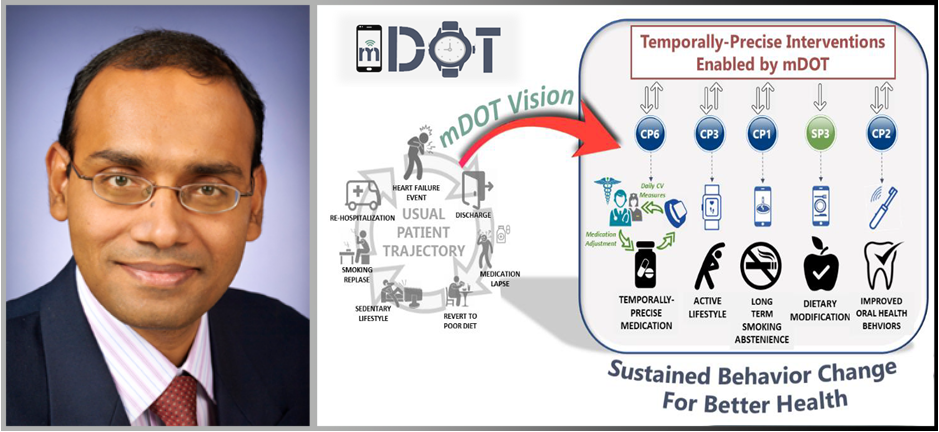 mDOT
mDOT Vision
HEART FAILURE
EVENT
DISCHARGE
MEDICATION
LAPSE
REVERT TO
POOR DIET
SEDENTARY
LIFESTYLE
SMOKING
REPLASE
RE-HOSPITALIZATION
USUAL
PATIENT
TRAJECTORY
Temporally-Precise Interventions
Enabled by mDOT
CP6
CP3
CP1
SP3
CP2
Daily CV
Measures
Medication
Adjustment
TEMPORALLY-
PRECISE
MEDICATION
ACTIVE
LIFESTYLE
LONG
TERM
SMOKING
ABSTENIENCE
DIETARY
MODIFICATION
IMPROVED
ORAL HEALTH
BEHVIORS
Sustained Behavior Change
For Better Health